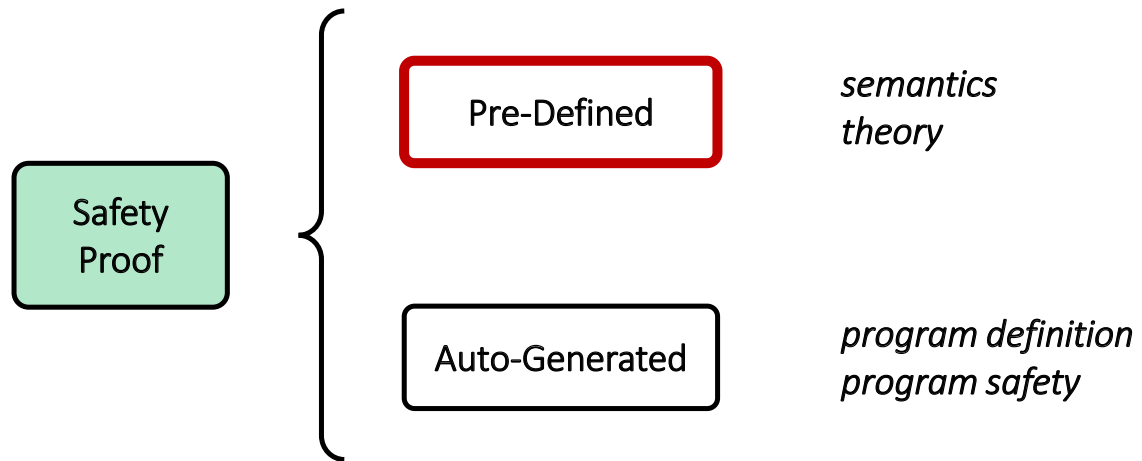 Safety
Proof
Pre-Defined
semantics
theory
Auto-Generated
program definition
program safety